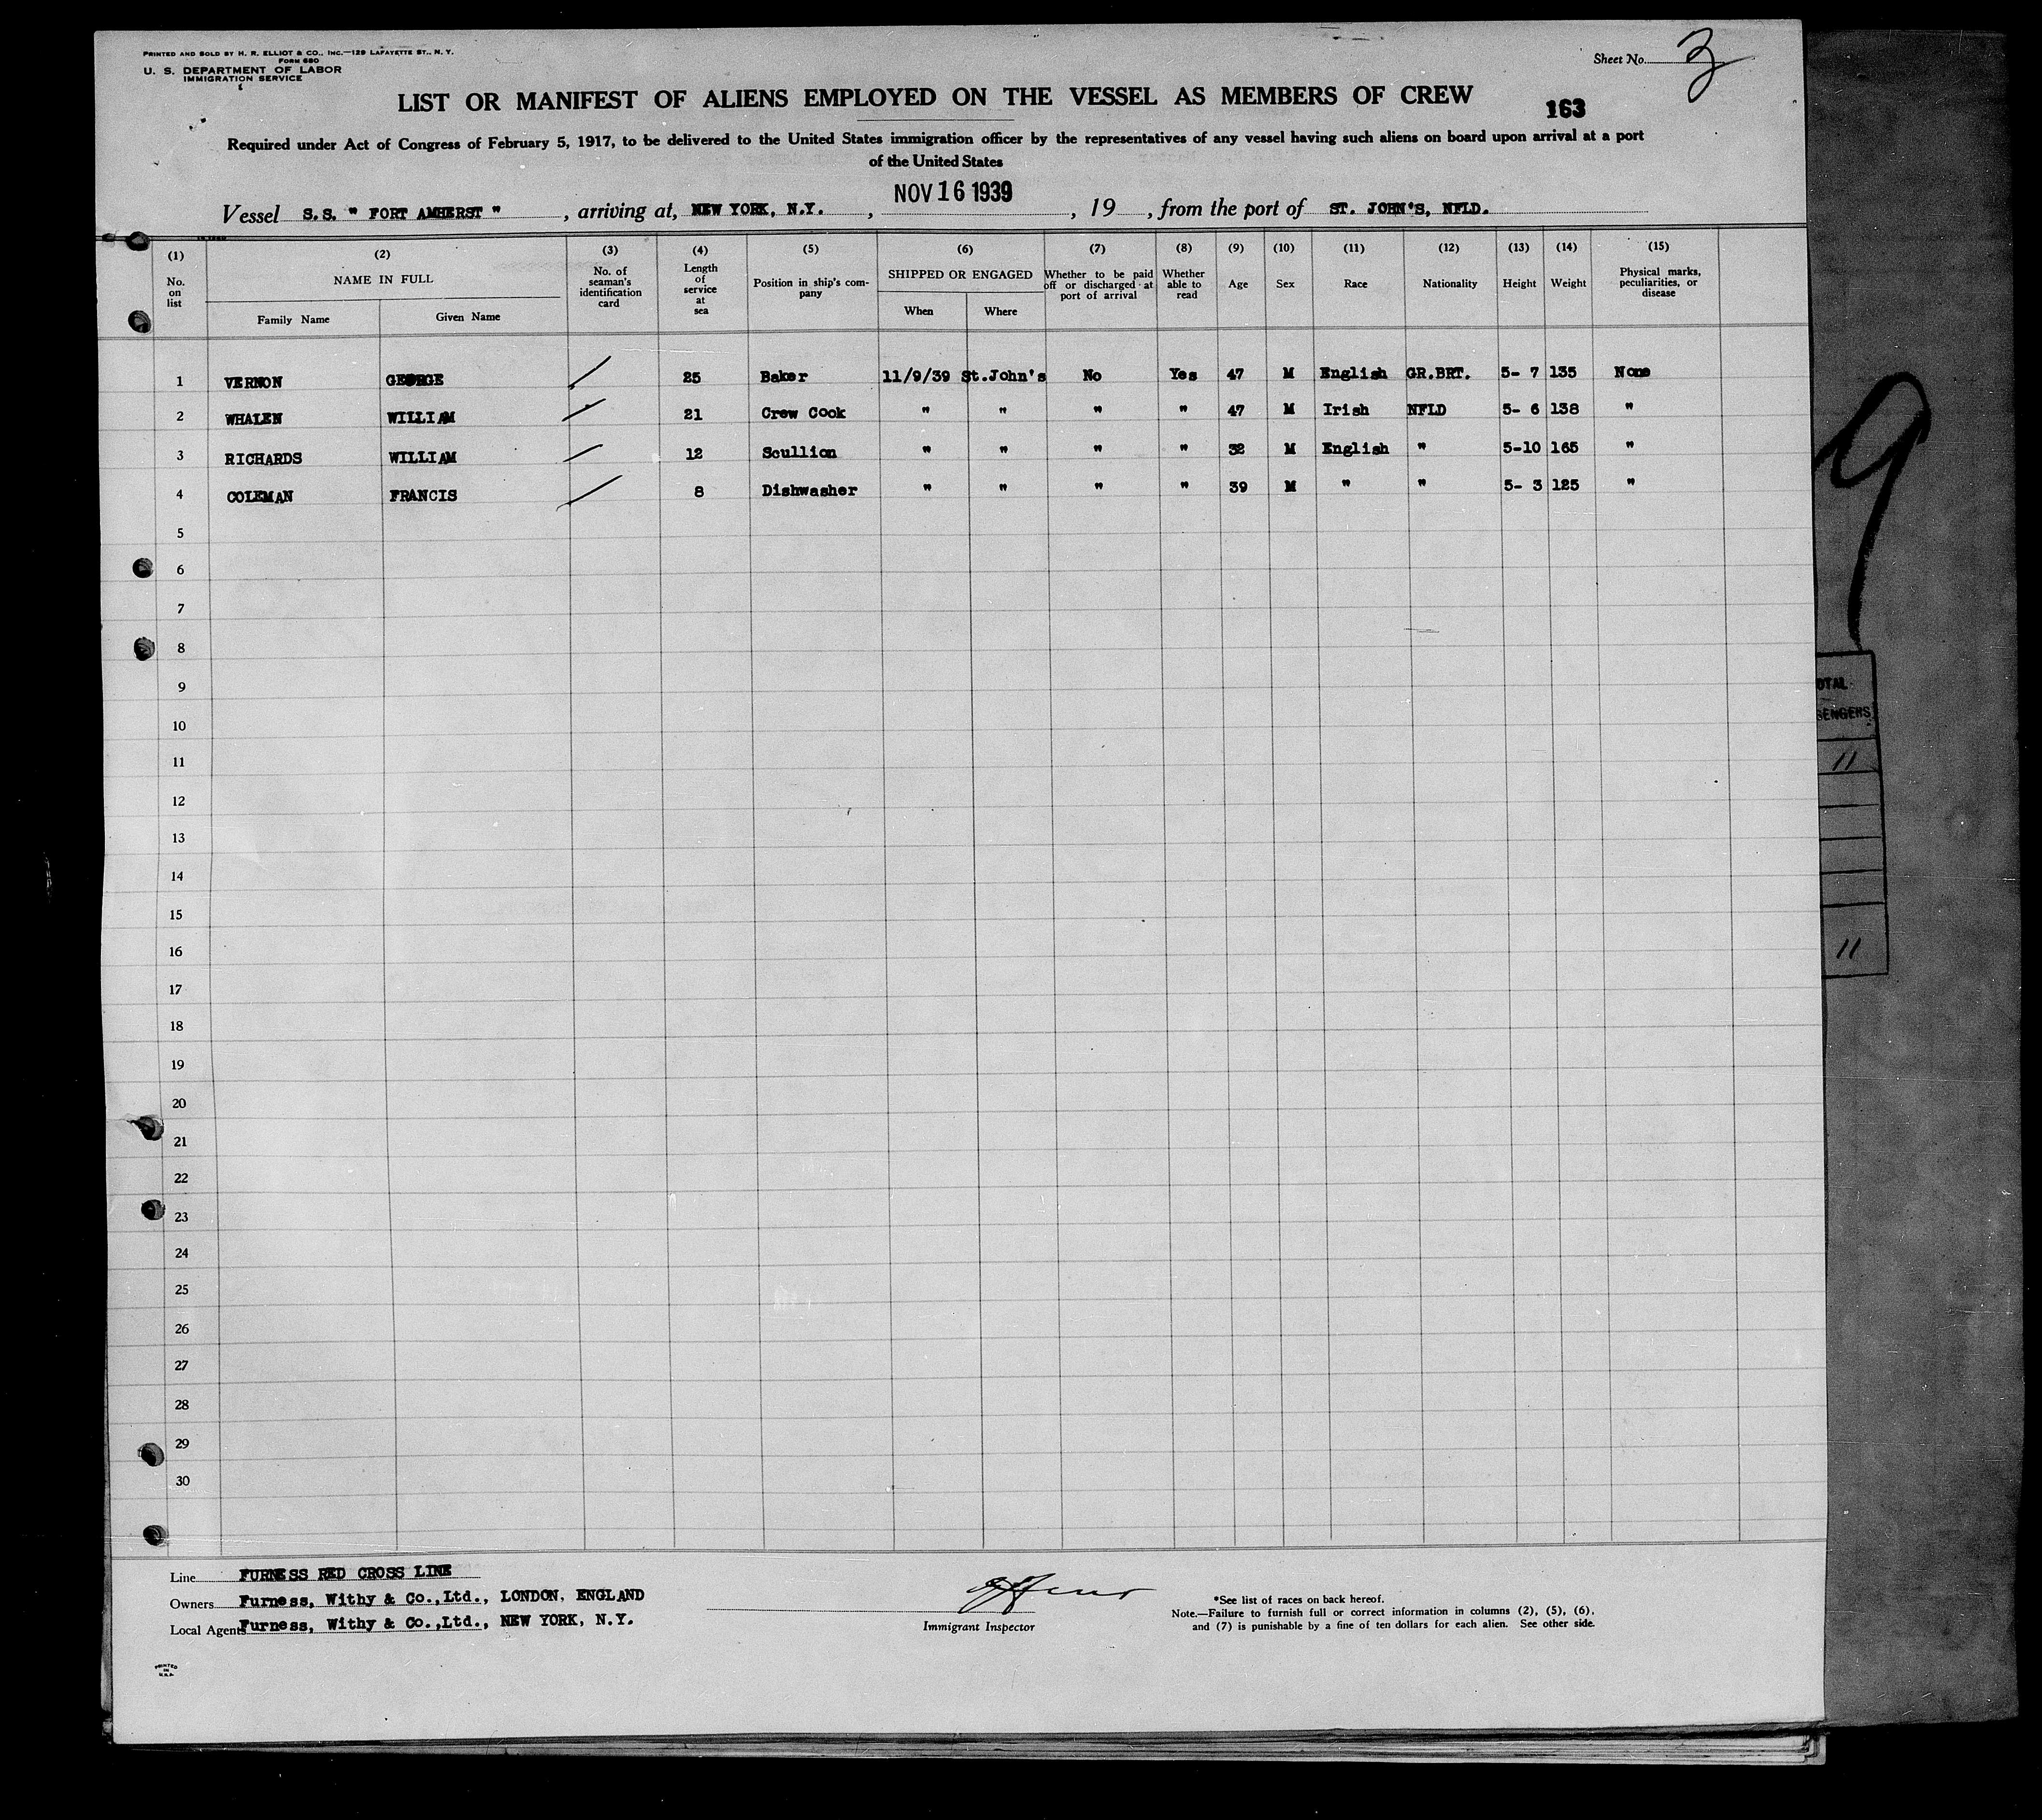 PRINTED AND SOLD BY H. R. ELLIOT & CO., INC.—129 LAFAYETTE ST., N. Y.
FORM 680
U. S. DEPARTMENT OF LABOR
IMMIGRATION SERVICE
Sheet No. 3
LIST OR MANIFEST OF ALIENS EMPLOYED ON THE VESSEL AS MEMBERS OF CREW
163
Required under Act of Congress of February 5, 1917, to be delivered to the United States immigration officer by the representatives of any vessel having such aliens on board upon arrival at a port
of the United States
NOV 16 1939
Vessel S.S. " FORT AMHERST " , arriving at, NEW YORK, N.Y. , , 19 , from the port of ST. JOHN'S, NFLD.
(1) (2) (3) (4) (5) (6) (7) (8) (9) (10) (11) (12) (13) (14) (15)
No. on list
NAME IN FULL
Family Name Given Name
No. of seaman's identification card
Length of service at sea
Position in ship's com-pany
SHIPPED OR ENGAGED
When Where
Whether to be paid off or discharged at port of arrival
Whether able to read
Age
Sex
Race
Nationality
Height
Weight
Physical marks, peculiarities, or disease
1 VERNON GEORGE 25 Baker 11/9/39 St.John's No Yes 47 M English GR.BRT. 5- 7 135 None
2 WHALEN WILLIAM 21 Crew Cook " " " " 47 M Irish NFLD 5- 6 138 "
3 RICHARDS WILLIAM 12 Scullion " " " " 32 M English " 5-10 165 "
4 COLEMAN FRANCIS 8 Dishwasher " " " " 39 M " " 5- 3 125 "
5
6
7
8
9
10
11
12
13
14
15
16
17
18
19
20
21
22
23
24
25
26
27
28
29
30
Line FURNESS RED CROSS LINE
Owners Furness, Withy & Co.,Ltd., LONDON, ENGLAND
Local Agents Furness, Withy & Co.,Ltd., NEW YORK, N.Y.
Immigrant Inspector
*See list of races on back hereof.
Note.—Failure to furnish full or correct information in columns (2), (5), (6),
and (7) is punishable by a fine of ten dollars for each alien. See other side.
PRINTED
IN
U.S.A.
9
OTAL
SENGERS
11
11